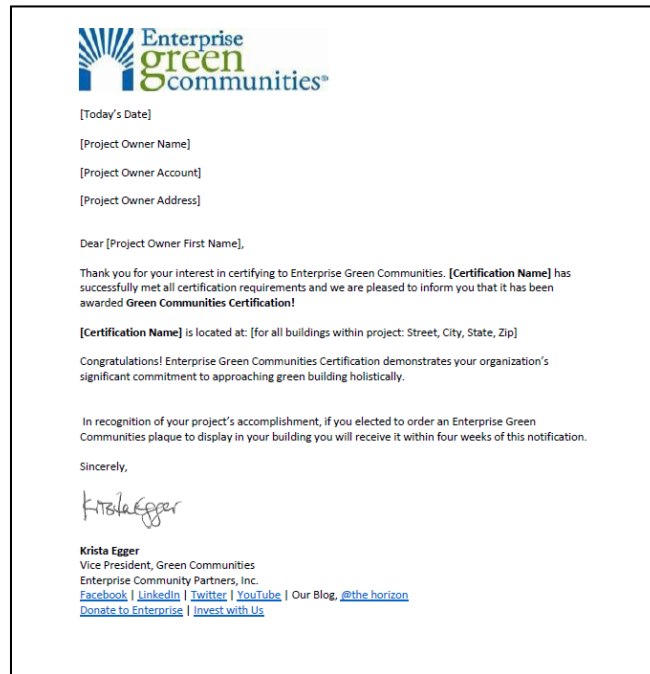 Enterprise
green
communities®
[Today's Date]
[Project Owner Name]
[Project Owner Account]
[Project Owner Address]
Dear [Project Owner First Name],
Thank you for your interest in certifying to Enterprise Green Communities. [Certification Name] has
successfully met all certification requirements and we are pleased to inform you that it has been
awarded Green Communities Certification!
[Certification Name] is located at: [for all buildings within project: Street, City, State, Zip]
Congratulations! Enterprise Green Communities Certification demonstrates your organization's
significant commitment to approaching green building holistically.
In recognition of your project's accomplishment, if you elected to order an Enterprise Green
Communities plaque to display in your building you will receive it within four weeks of this notification.
Sincerely,
Krista Egger
Krista Egger
Vice President, Green Communities
Enterprise Community Partners, Inc.
Facebook | LinkedIn | Twitter | YouTube | Our Blog, @the horizon
Donate to Enterprise | Invest with Us